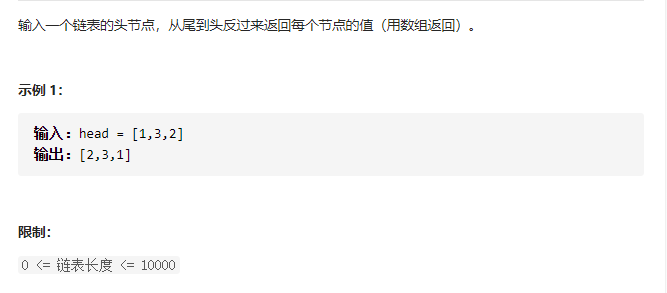 输入一个链表的头节点，从尾到头反过来返回每个节点的值（用数组返回）。
示例 1：
输入：head = [1,3,2]
输出：[2,3,1]
限制：
0 <= 链表长度 <= 10000